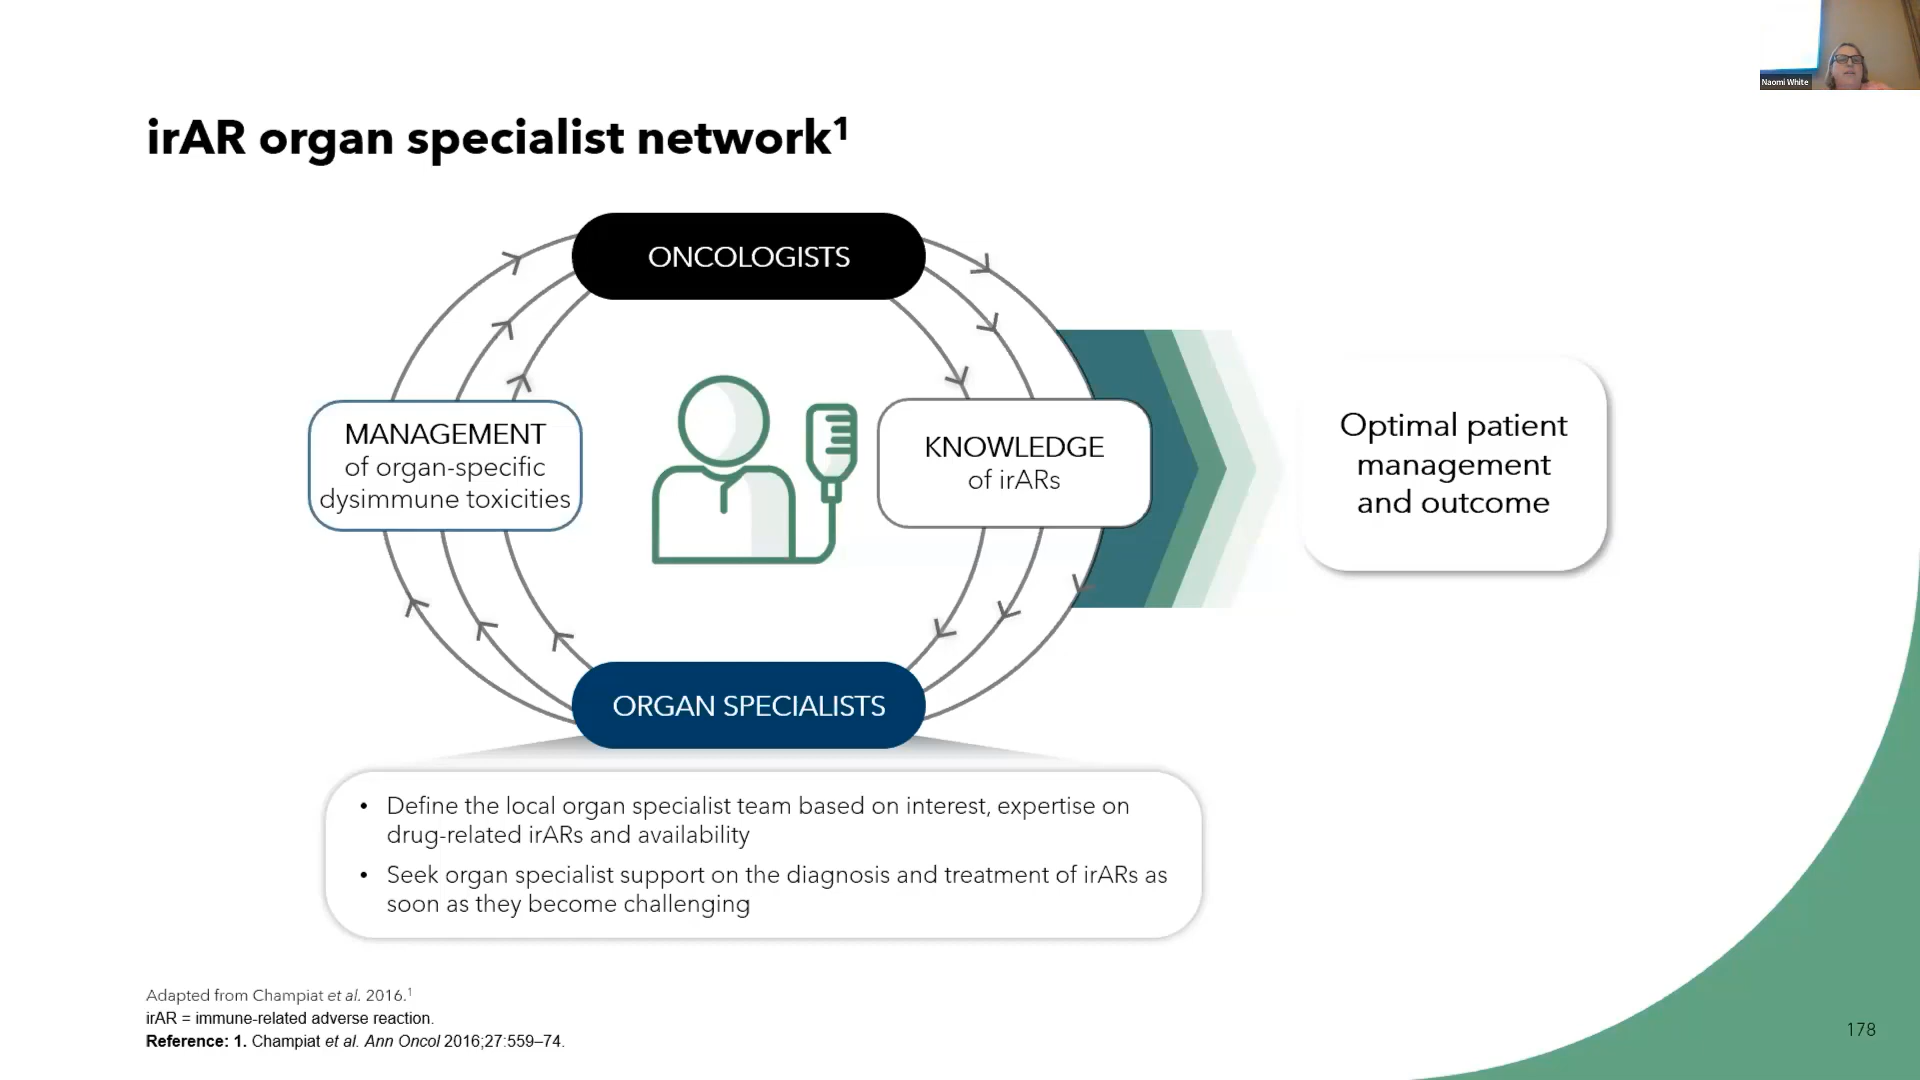 Naomi White
irAR organ specialist network¹
ONCOLOGISTS
MANAGEMENT
of organ-specific
dysimmune toxicities
KNOWLEDGE
of irARs
Optimal patient
management
and outcome
ORGAN SPECIALISTS
• Define the local organ specialist team based on interest, expertise on
drug-related irARs and availability
• Seek organ specialist support on the diagnosis and treatment of irARs as
soon as they become challenging
Adapted from Champiat et al. 2016.¹
irAR = immune-related adverse reaction.
Reference: 1. Champiat et al. Ann Oncol 2016;27:559–74.
178